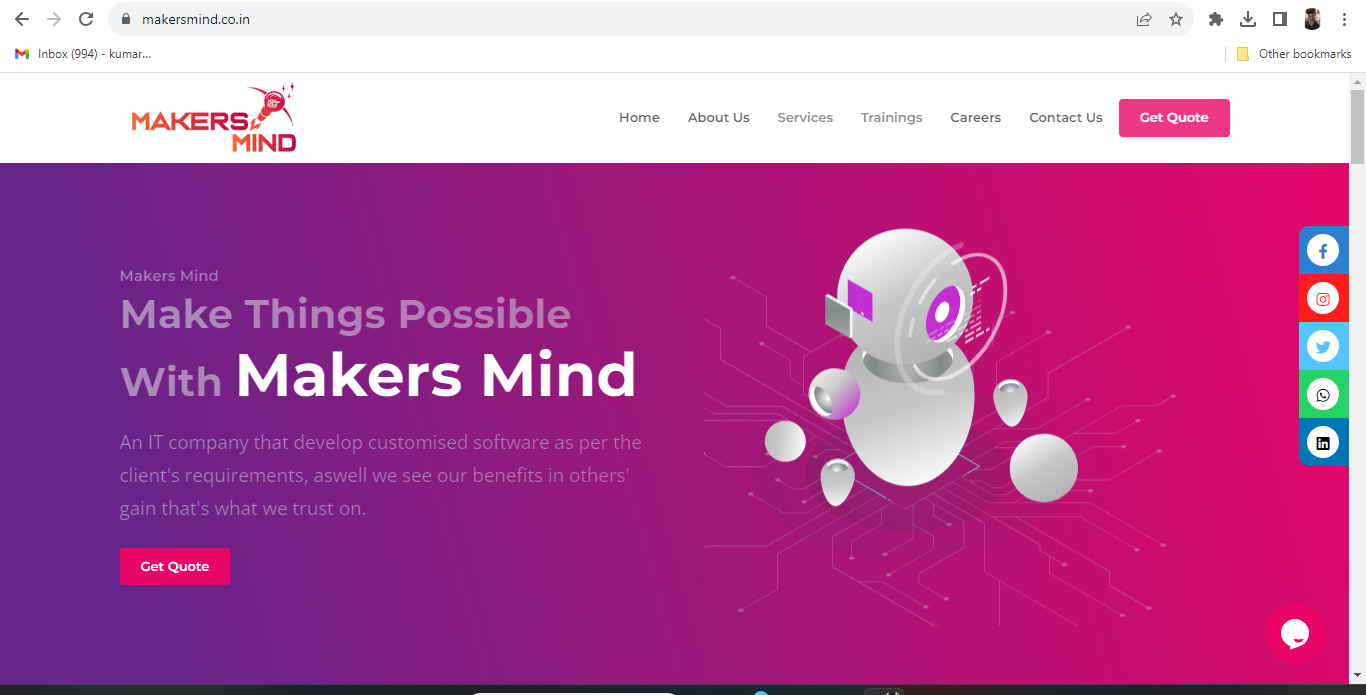 makersmind.co.in
Inbox (994) - kumar...
Other bookmarks
MAKERS
MIND
Home About Us Services Trainings Careers Contact Us Get Quote
Makers Mind
Make Things Possible
With Makers Mind
An IT company that develop customised software as per the
client's requirements, aswell we see our benefits in others'
gain that's what we trust on.
Get Quote